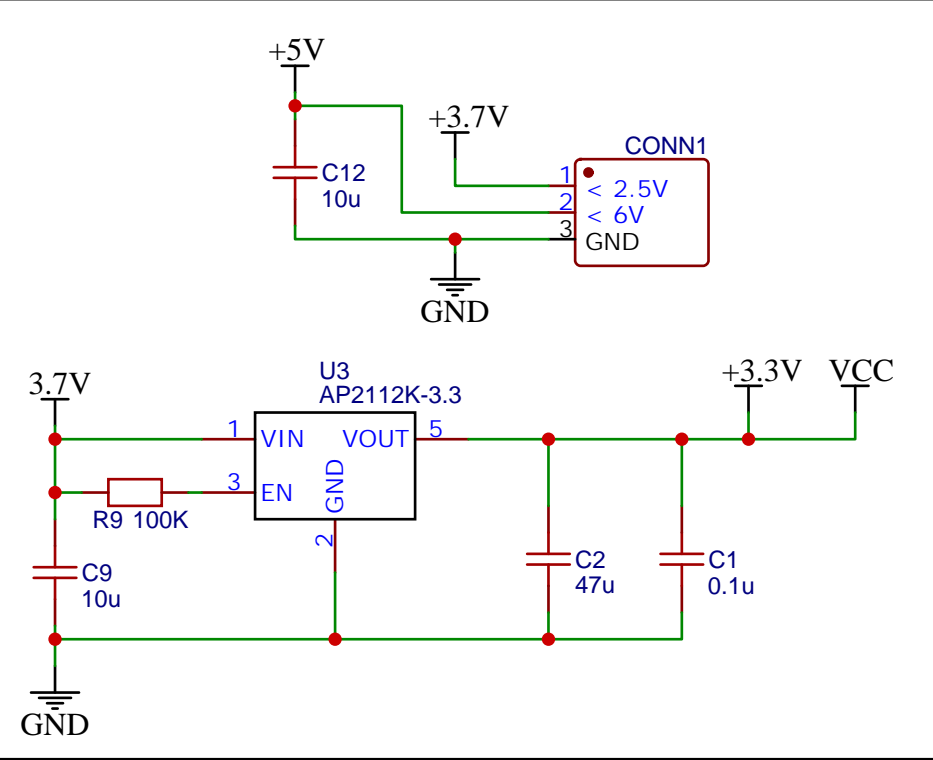 +5V
+3.7V
CONN1
C12
10u
1
< 2.5V
2
< 6V
3
GND
GND
3.7V
U3
AP2112K-3.3
+3.3V
VCC
1
VIN
VOUT
5
3
EN
GND
2
R9 100K
C9
10u
C2
47u
C1
0.1u
GND